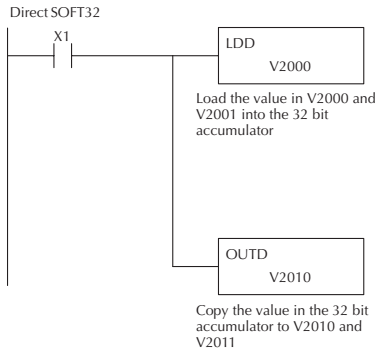 Direct SOFT32
X1
LDD
V2000
Load the value in V2000 and
V2001 into the 32 bit
accumulator
OUTD
V2010
Copy the value in the 32 bit
accumulator to V2010 and
V2011